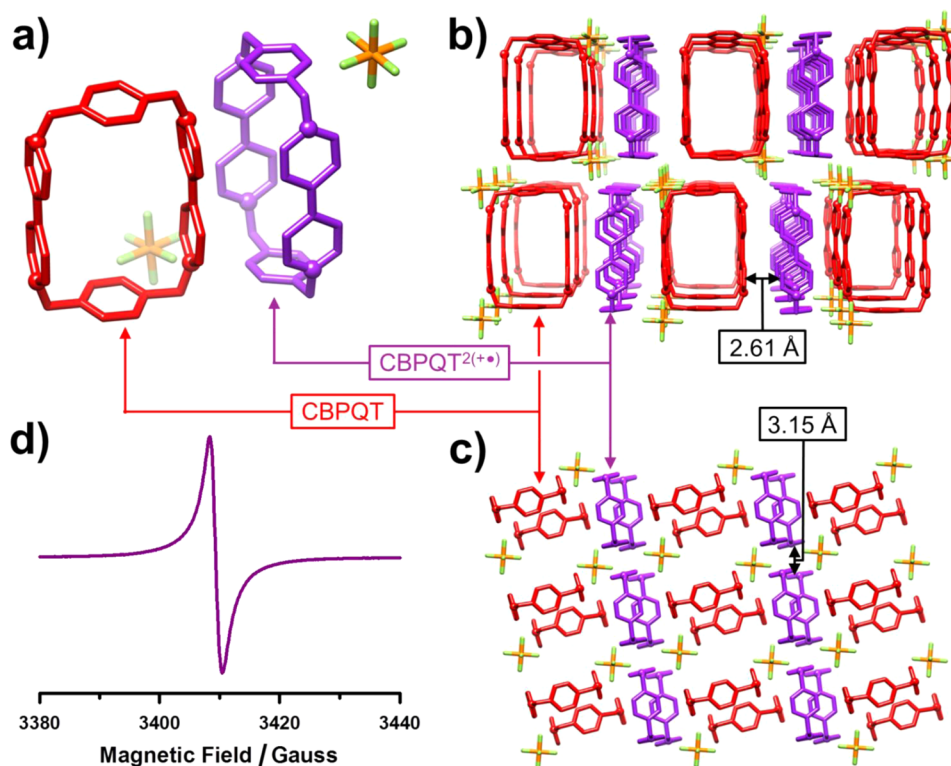 a)
b)
CBPQT²⁽⁺•⁾
2.61 Å
CBPQT
3.15 Å
d)
c)
3380
3400
3420
3440
Magnetic Field / Gauss